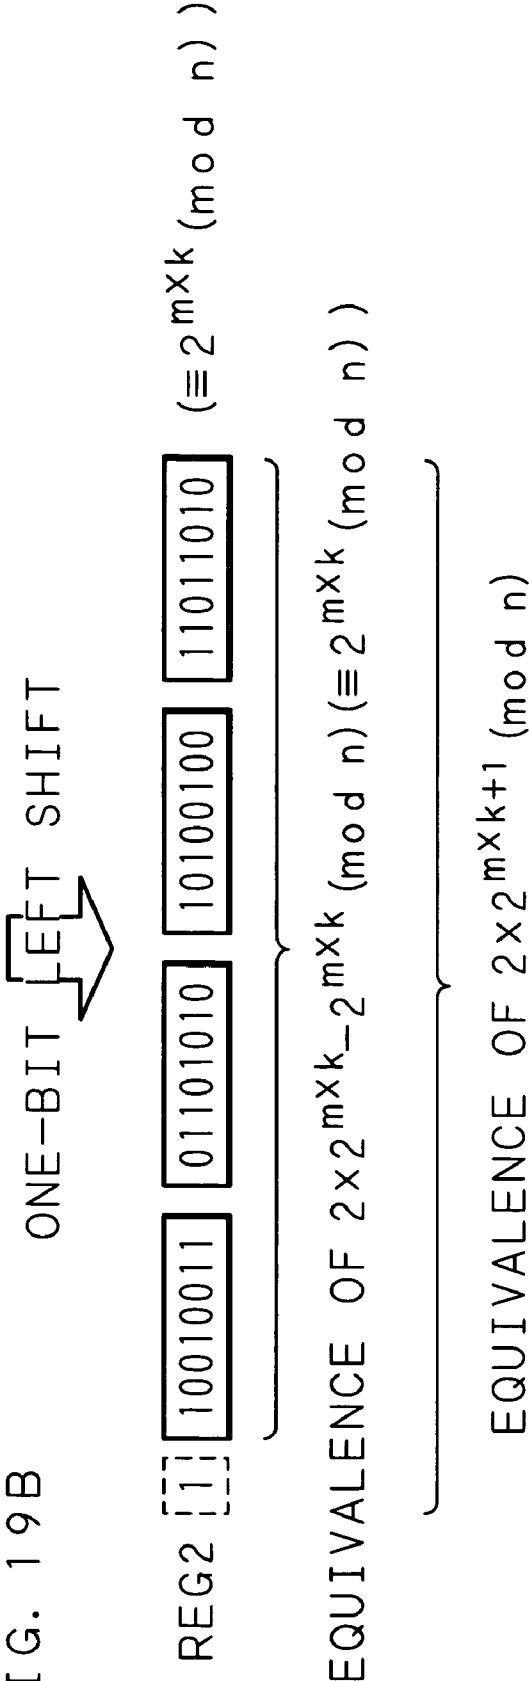 IG. 19B
ONE-BIT LEFT SHIFT
REG2 1 10010011 01101010 10100100 11011010 (≡2^m×k (mod n))
EQUIVALENCE OF 2×2^m×k−2^m×k (mod n) (≡2^m×k (mod n))
EQUIVALENCE OF 2×2^m×k+1 (mod n)